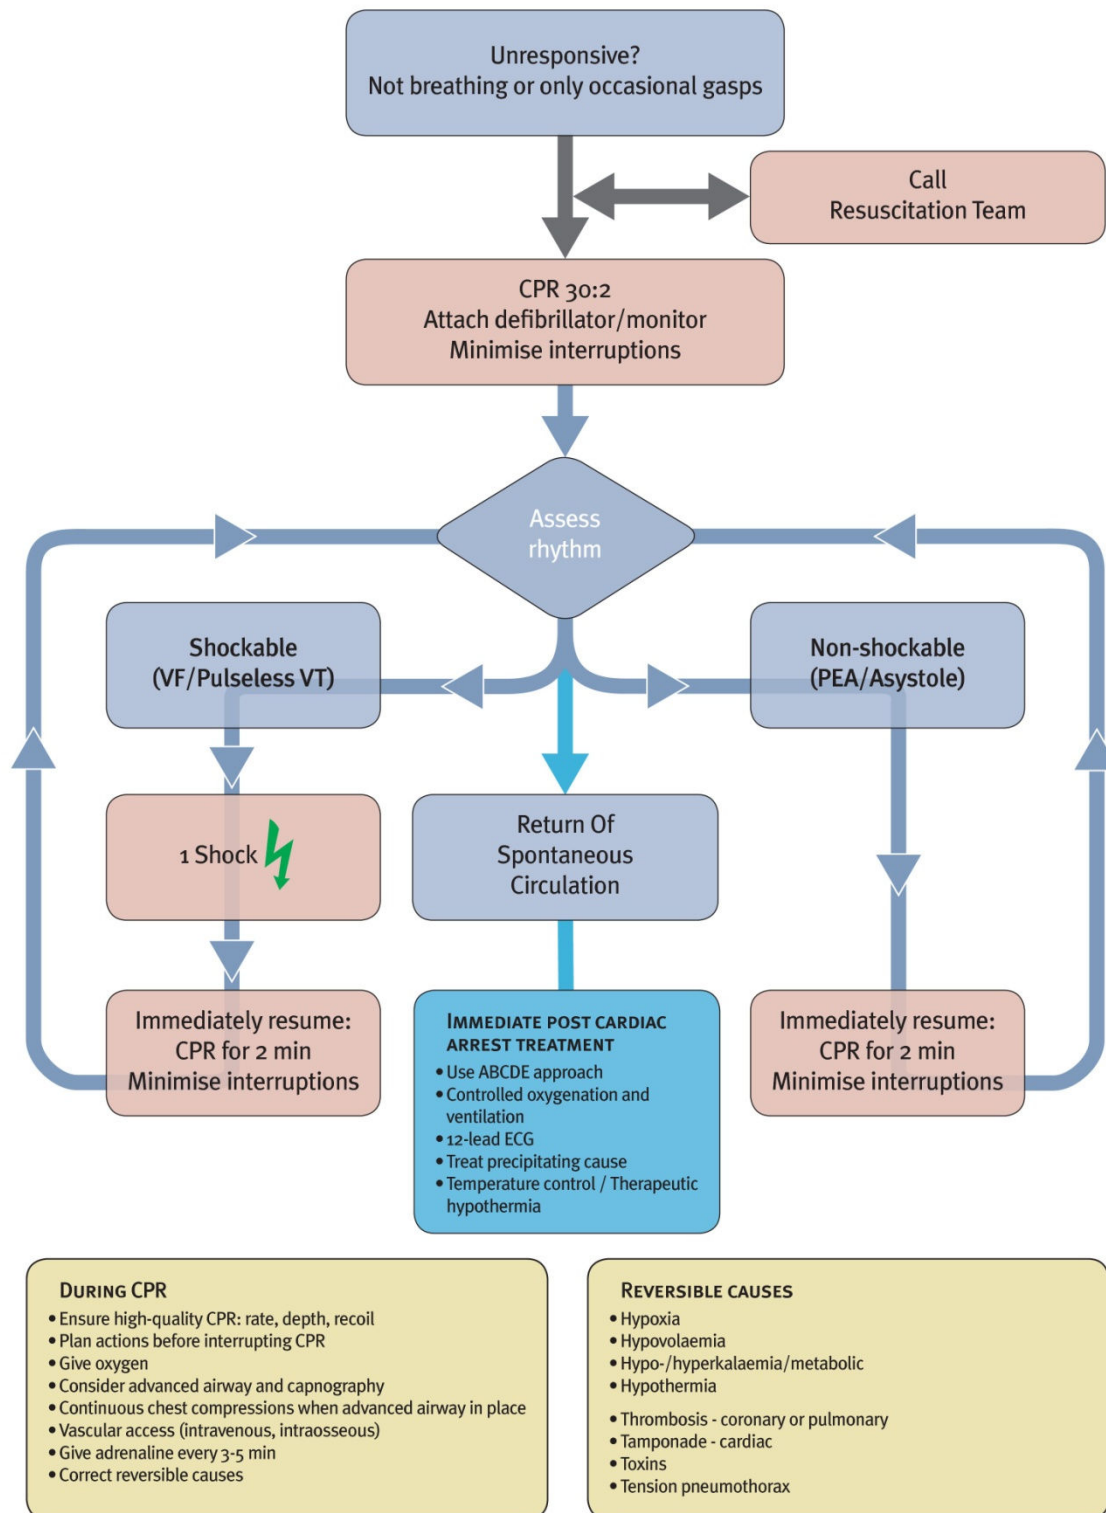 Unresponsive?
Not breathing or only occasional gasps
Call
Resuscitation Team
CPR 30:2
Attach defibrillator/monitor
Minimise interruptions
Assess
rhythm
Shockable
(VF/Pulseless VT)
Non-shockable
(PEA/Asystole)
1 Shock
Return Of
Spontaneous
Circulation
Immediately resume:
CPR for 2 min
Minimise interruptions
IMMEDIATE POST CARDIAC
ARREST TREATMENT
• Use ABCDE approach
• Controlled oxygenation and
ventilation
• 12-lead ECG
• Treat precipitating cause
• Temperature control / Therapeutic
hypothermia
Immediately resume:
CPR for 2 min
Minimise interruptions
DURING CPR
• Ensure high-quality CPR: rate, depth, recoil
• Plan actions before interrupting CPR
• Give oxygen
• Consider advanced airway and capnography
• Continuous chest compressions when advanced airway in place
• Vascular access (intravenous, intraosseous)
• Give adrenaline every 3-5 min
• Correct reversible causes
REVERSIBLE CAUSES
• Hypoxia
• Hypovolaemia
• Hypo-/hyperkalaemia/metabolic
• Hypothermia
• Thrombosis - coronary or pulmonary
• Tamponade - cardiac
• Toxins
• Tension pneumothorax